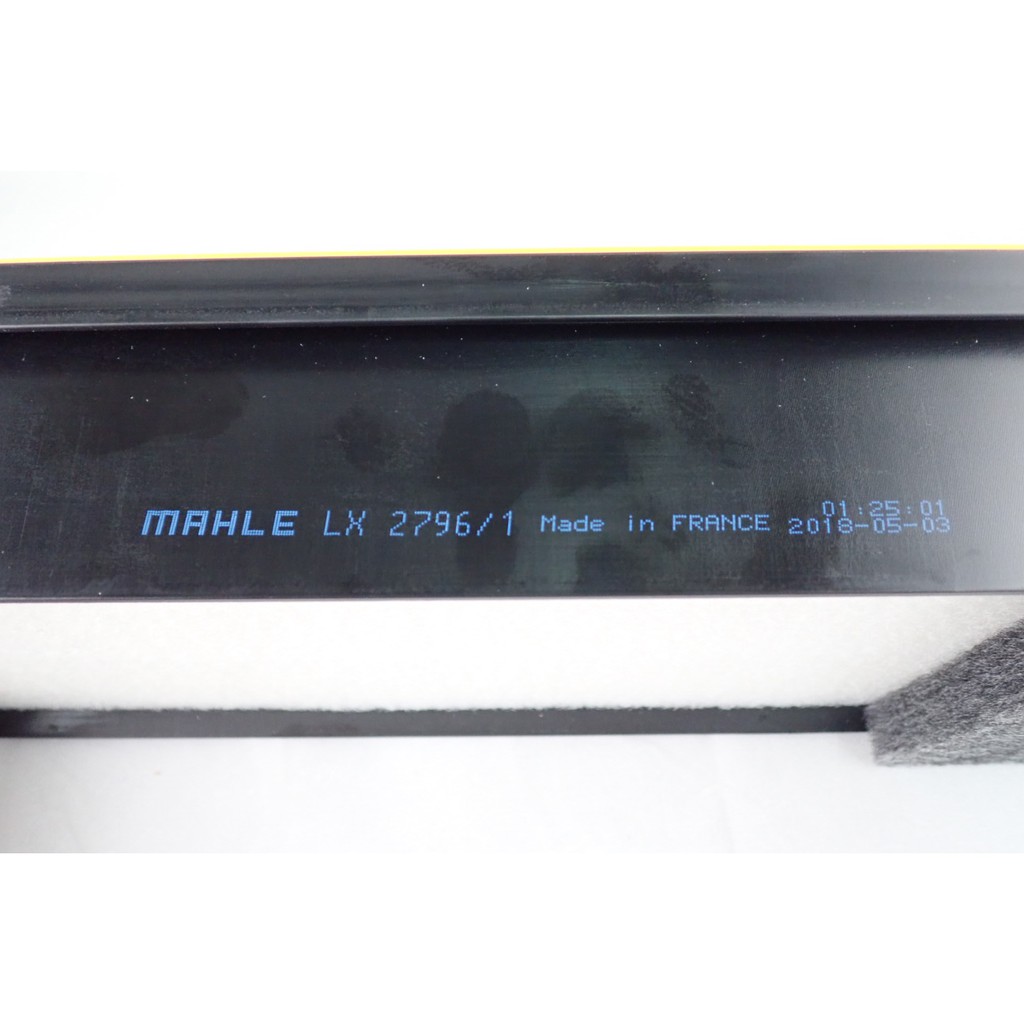 MAHLE LX 2796/1 Made in FRANCE
01:25:01
2018-05-03